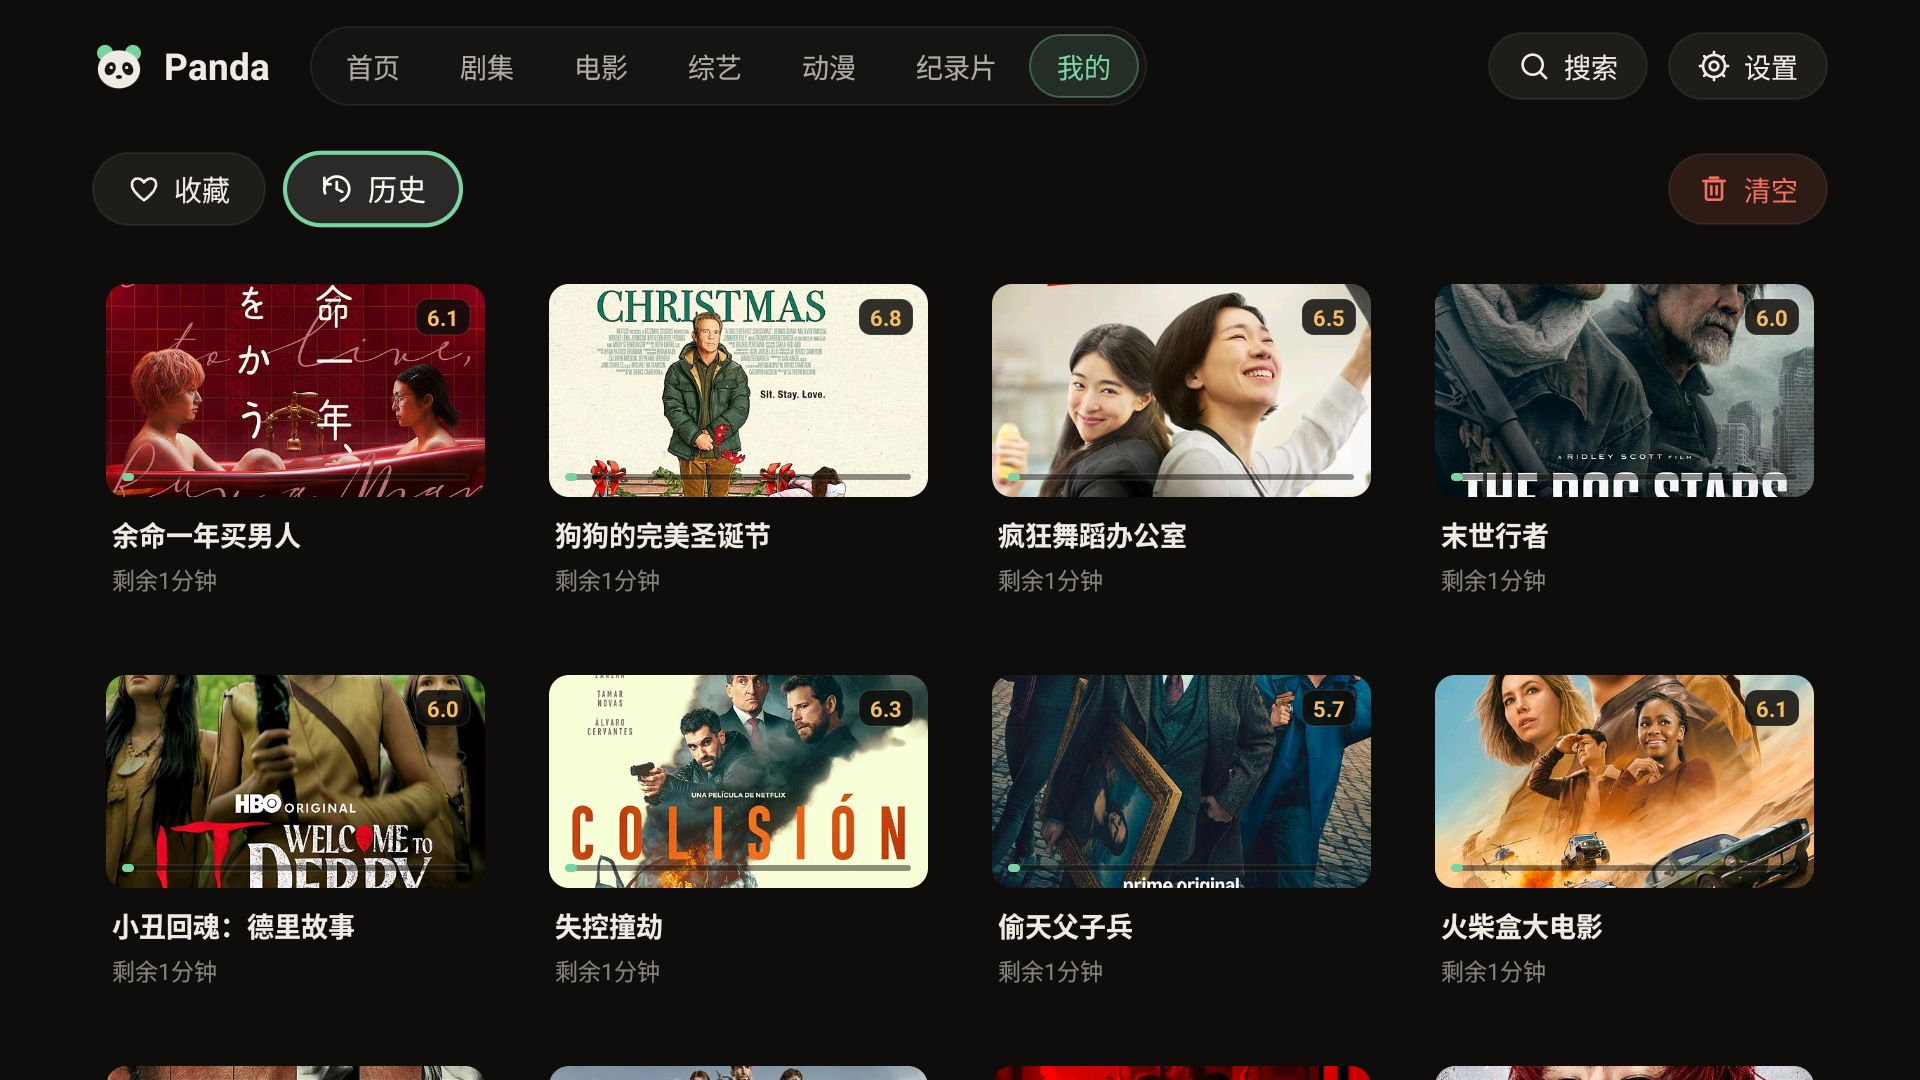 Panda
首页
剧集
电影
综艺
动漫
纪录片
我的
搜索
设置
收藏
历史
清空
命一年、
をかう
to live,
6.1
CHRISTMAS
Sit. Stay. Love.
6.8
6.5
A RIDLEY SCOTT FILM
THE DOG STARS
6.0
余命一年买男人
剩余1分钟
狗狗的完美圣诞节
剩余1分钟
疯狂舞蹈办公室
剩余1分钟
末世行者
剩余1分钟
HBO ORIGINAL
IT WELCOME TO
DERRY
6.0
TAMAR
NOVAS
ÁLVARO
CERVANTES
UNA PELÍCULA DE NETFLIX
COLISIÓN
6.3
prime original
5.7
6.1
小丑回魂：德里故事
剩余1分钟
失控撞劫
剩余1分钟
偷天父子兵
剩余1分钟
火柴盒大电影
剩余1分钟